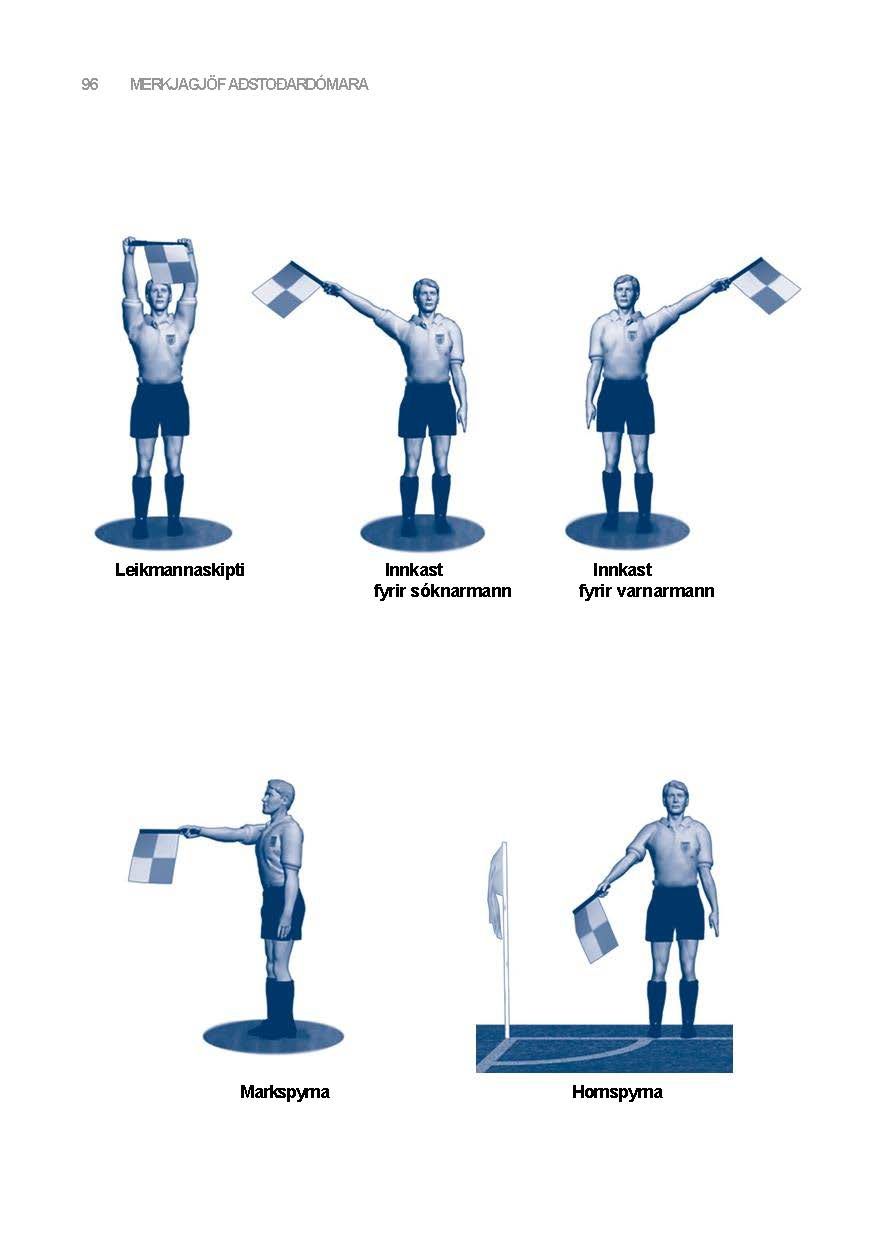 96 MERKJAGJÖF AÐSTOÐARDÓMARA
Leikmannaskipti
Innkast
fyrir sóknarmann
Innkast
fyrir varnarmann
Markspyrna
Hornspyrna